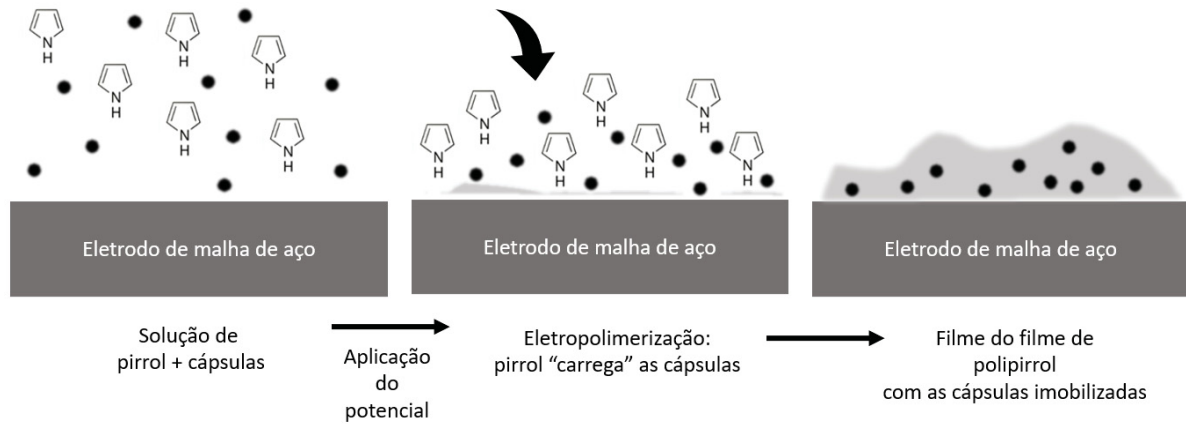 N
H
N
H
N
H
N
H
N
H
N
H
Eletrodo de malha de aço
Solução de
pirrol + cápsulas
Aplicação
do
potencial
N
H
N
H
N
H
N
H
N
H
N
H
N
H
Eletrodo de malha de aço
Eletropolimerização:
pirrol “carrega” as cápsulas
Eletrodo de malha de aço
Filme do filme de
polipirrol
com as cápsulas imobilizadas